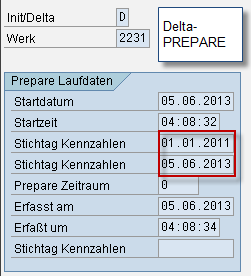 Init/Delta D
Werk 2231
Delta-
PREPARE
Prepare Laufdaten
Startdatum 05.06.2013
Startzeit 04:08:32
Stichtag Kennzahlen 01.01.2011
Stichtag Kennzahlen 05.06.2013
Prepare Zeitraum 0
Erfasst am 05.06.2013
Erfaßt um 04:08:34
Stichtag Kennzahlen